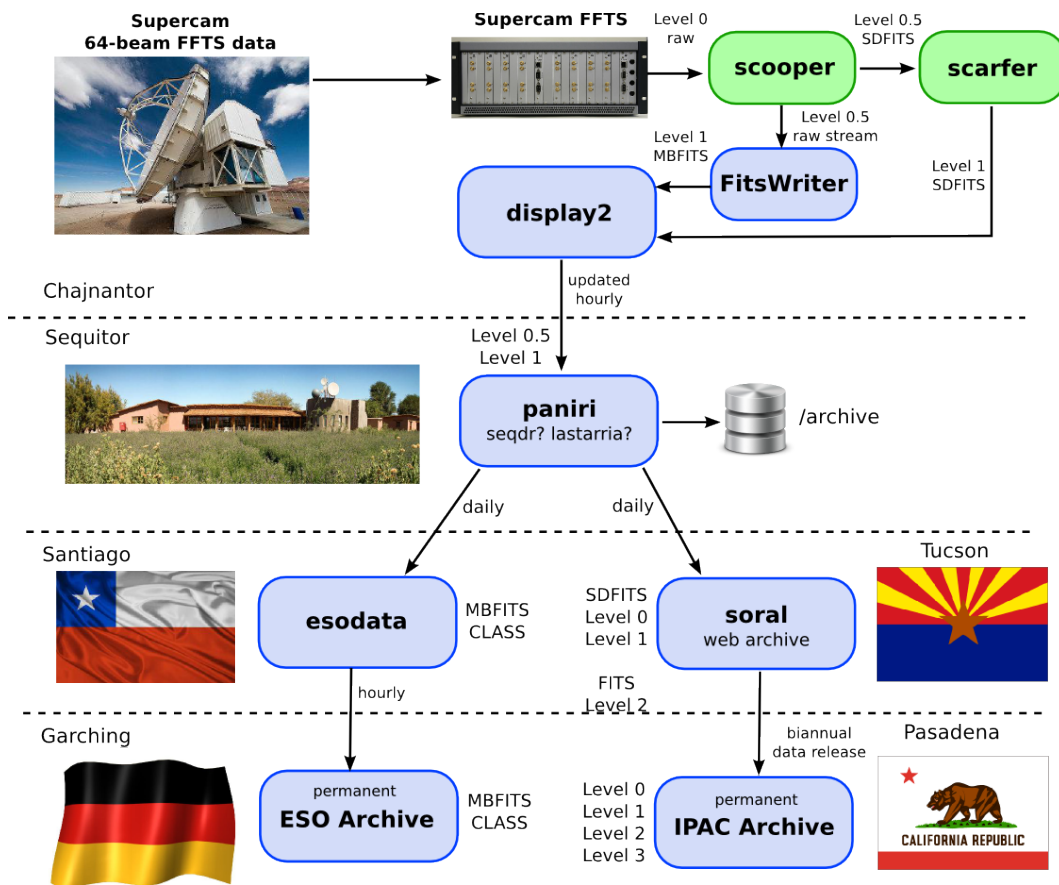 Supercam
64-beam FFTS data
Supercam FFTS
Level 0
raw
scooper
Level 0.5
SDFITS
scarfer
Level 0.5
raw stream
Level 1
MBFITS
FitsWriter
Level 1
SDFITS
display2
updated
hourly
Chajnantor
Sequitor
Level 0.5
Level 1
paniri
seqdr? lastarria?
/archive
daily
daily
Santiago
Tucson
esodata
MBFITS
CLASS
SDFITS
Level 0
Level 1
soral
web archive
hourly
FITS
Level 2
Garching
biannual
data release
Pasadena
permanent
ESO Archive
MBFITS
CLASS
Level 0
Level 1
Level 2
Level 3
permanent
IPAC Archive
CALIFORNIA REPUBLIC